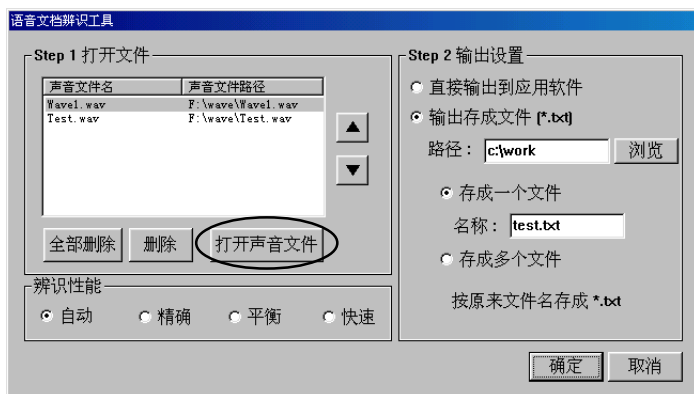 语音文档辨识工具
Step 1 打开文件
声音文件名 声音文件路径
Wave1.wav F:\wave\Wave1.wav
Test.wav F:\wave\Test.wav
全部删除 删除 打开声音文件
辨识性能
自动 精确 平衡 快速
Step 2 输出设置
直接输出到应用软件
输出存成文件 (*.txt)
路径： c:\work 浏览
存成一个文件
名称： test.txt
存成多个文件
按原来文件名存成 *.txt
确定 取消